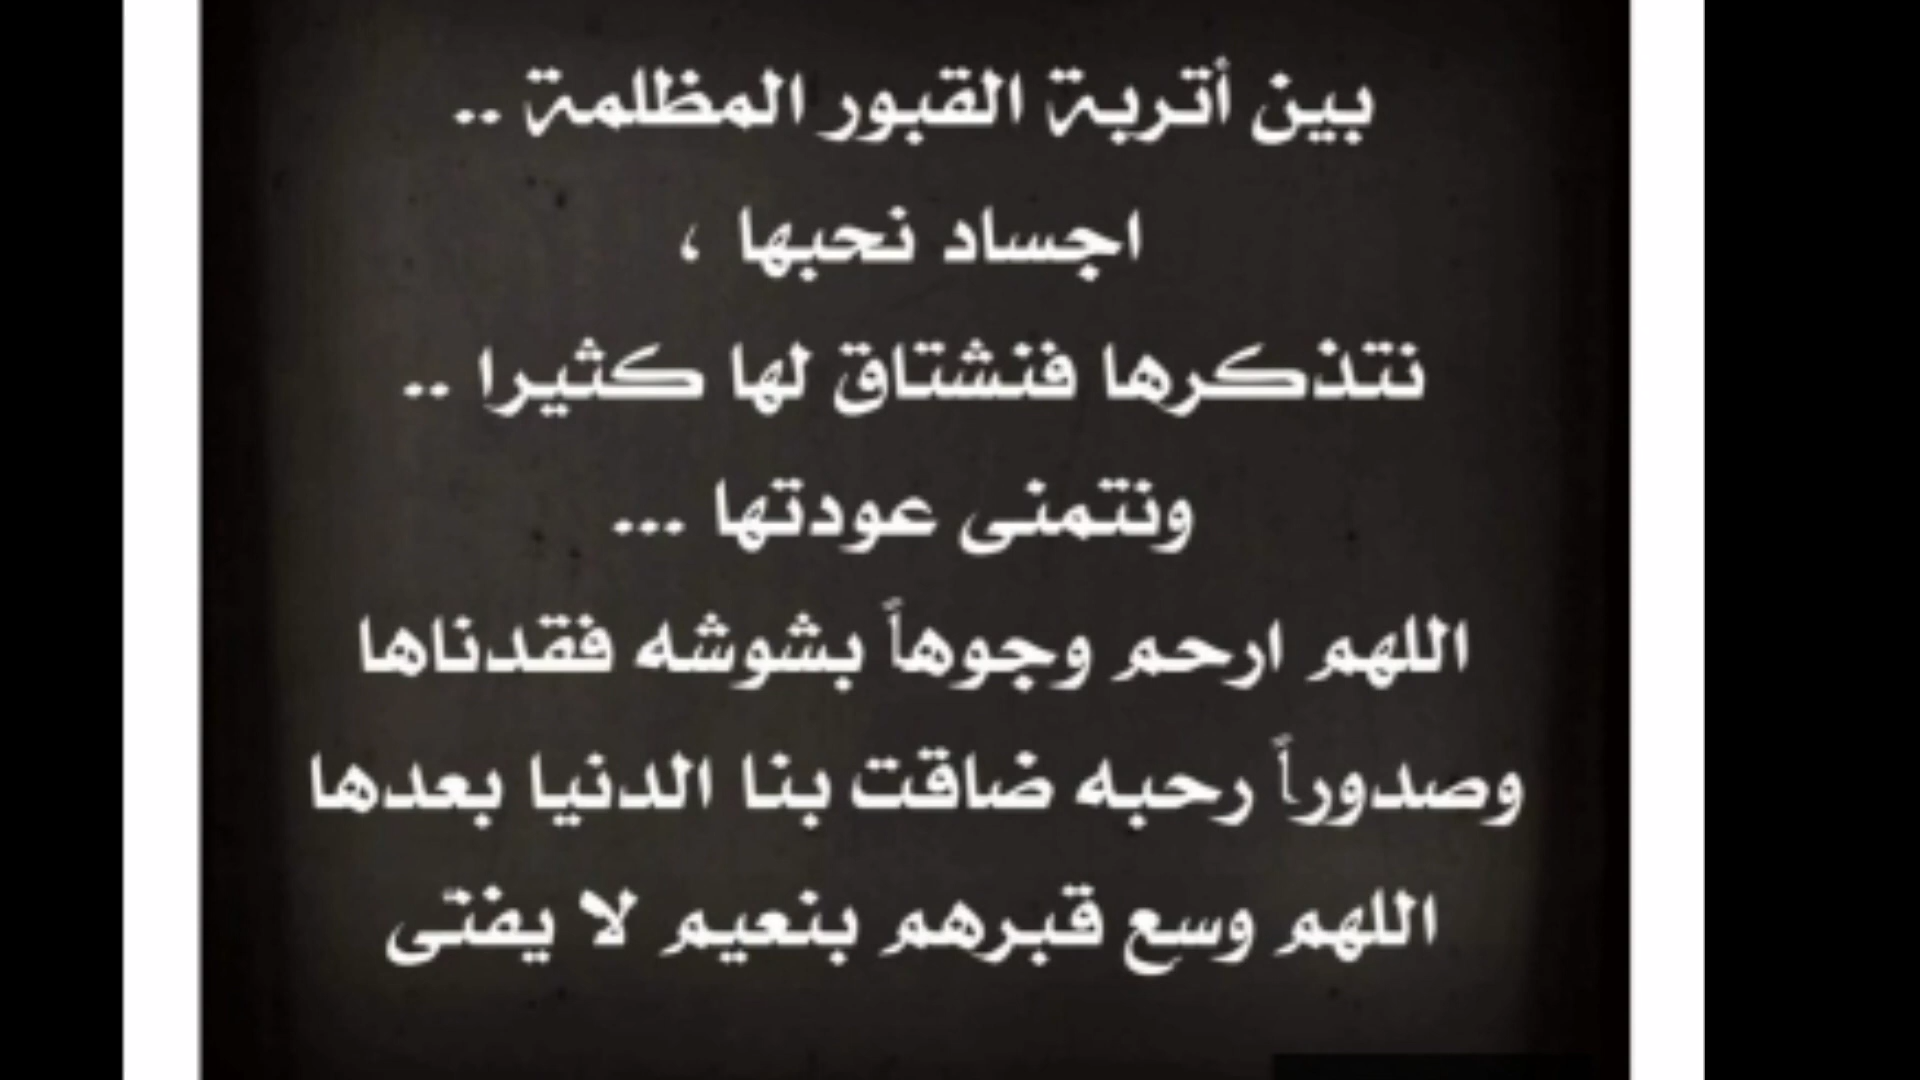 بين أتربة القبور المظلمة ..
اجساد نحبها ،
نتذكرها فنشتاق لها كثيرا ..
ونتمنى عودتها ...
اللهم ارحم وجوهاً بشوشه فقدناها
وصدوراً رحبه ضاقت بنا الدنيا بعدها
اللهم وسع قبرهم بنعيم لا يفتى